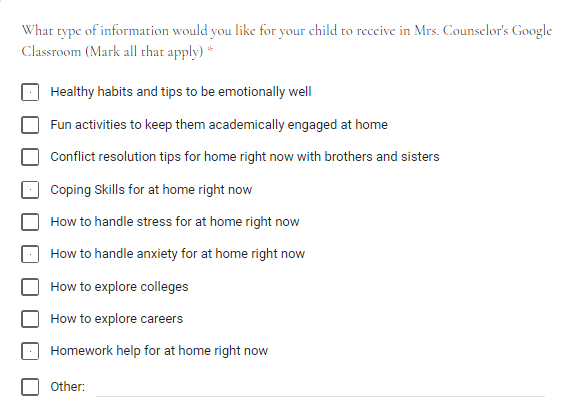 What type of information would you like for your child to receive in Mrs. Counselor's Google
Classroom (Mark all that apply) *
Healthy habits and tips to be emotionally well
Fun activities to keep them academically engaged at home
Conflict resolution tips for home right now with brothers and sisters
Coping Skills for at home right now
How to handle stress for at home right now
How to handle anxiety for at home right now
How to explore colleges
How to explore careers
Homework help for at home right now
Other: